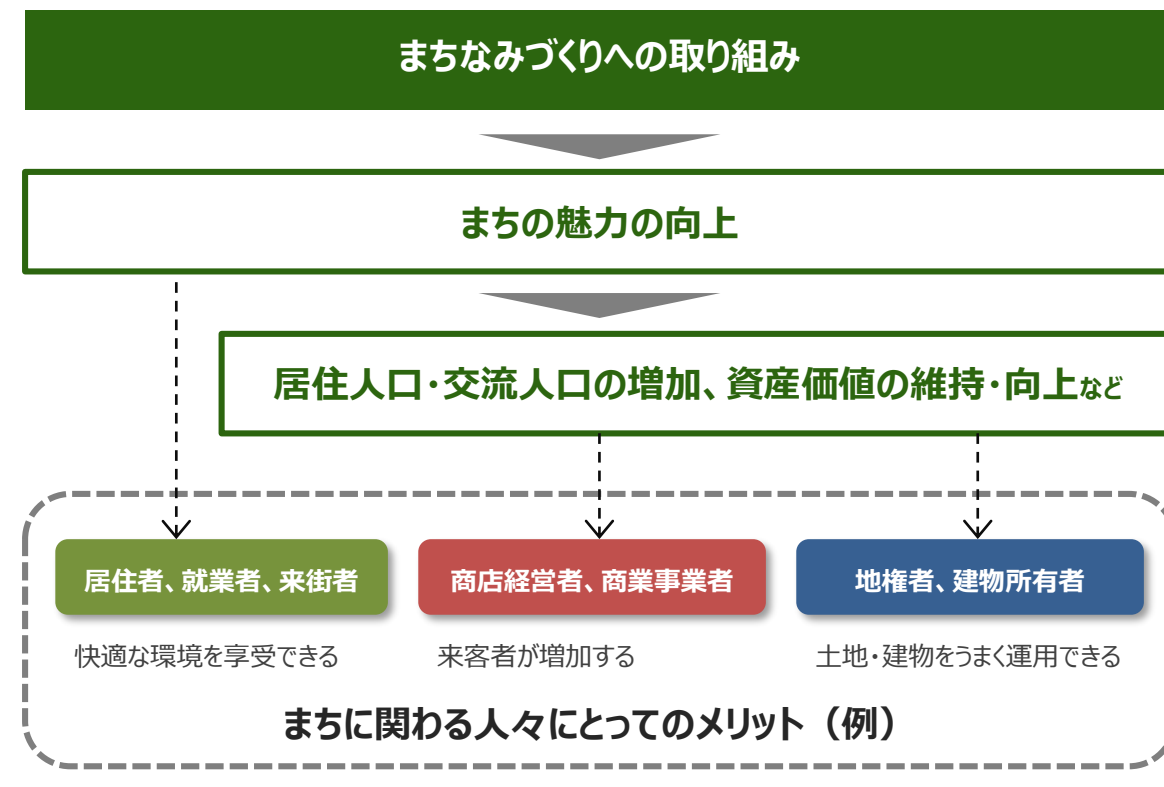 まちなみづくりへの取り組み
まちの魅力の向上
居住人口・交流人口の増加、資産価値の維持・向上など
居住者、就業者、来街者
商店経営者、商業事業者
地権者、建物所有者
快適な環境を享受できる
来客者が増加する
土地・建物をうまく運用できる
まちに関わる人々にとってのメリット（例）